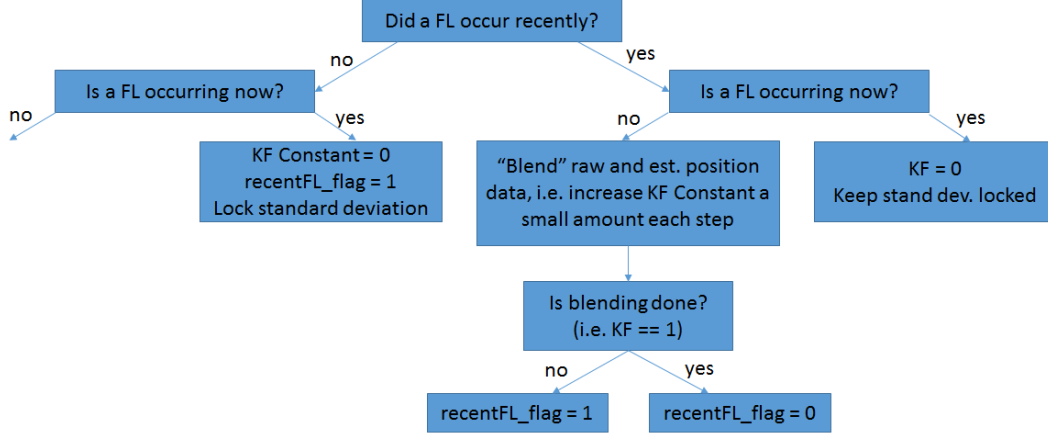 Did a FL occur recently?
no
yes
Is a FL occurring now?
Is a FL occurring now?
no
yes
no
yes
KF Constant = 0
recentFL_flag = 1
Lock standard deviation
“Blend” raw and est. position
data, i.e. increase KF Constant a
small amount each step
KF = 0
Keep stand dev. locked
Is blending done?
(i.e. KF == 1)
no
yes
recentFL_flag = 1
recentFL_flag = 0